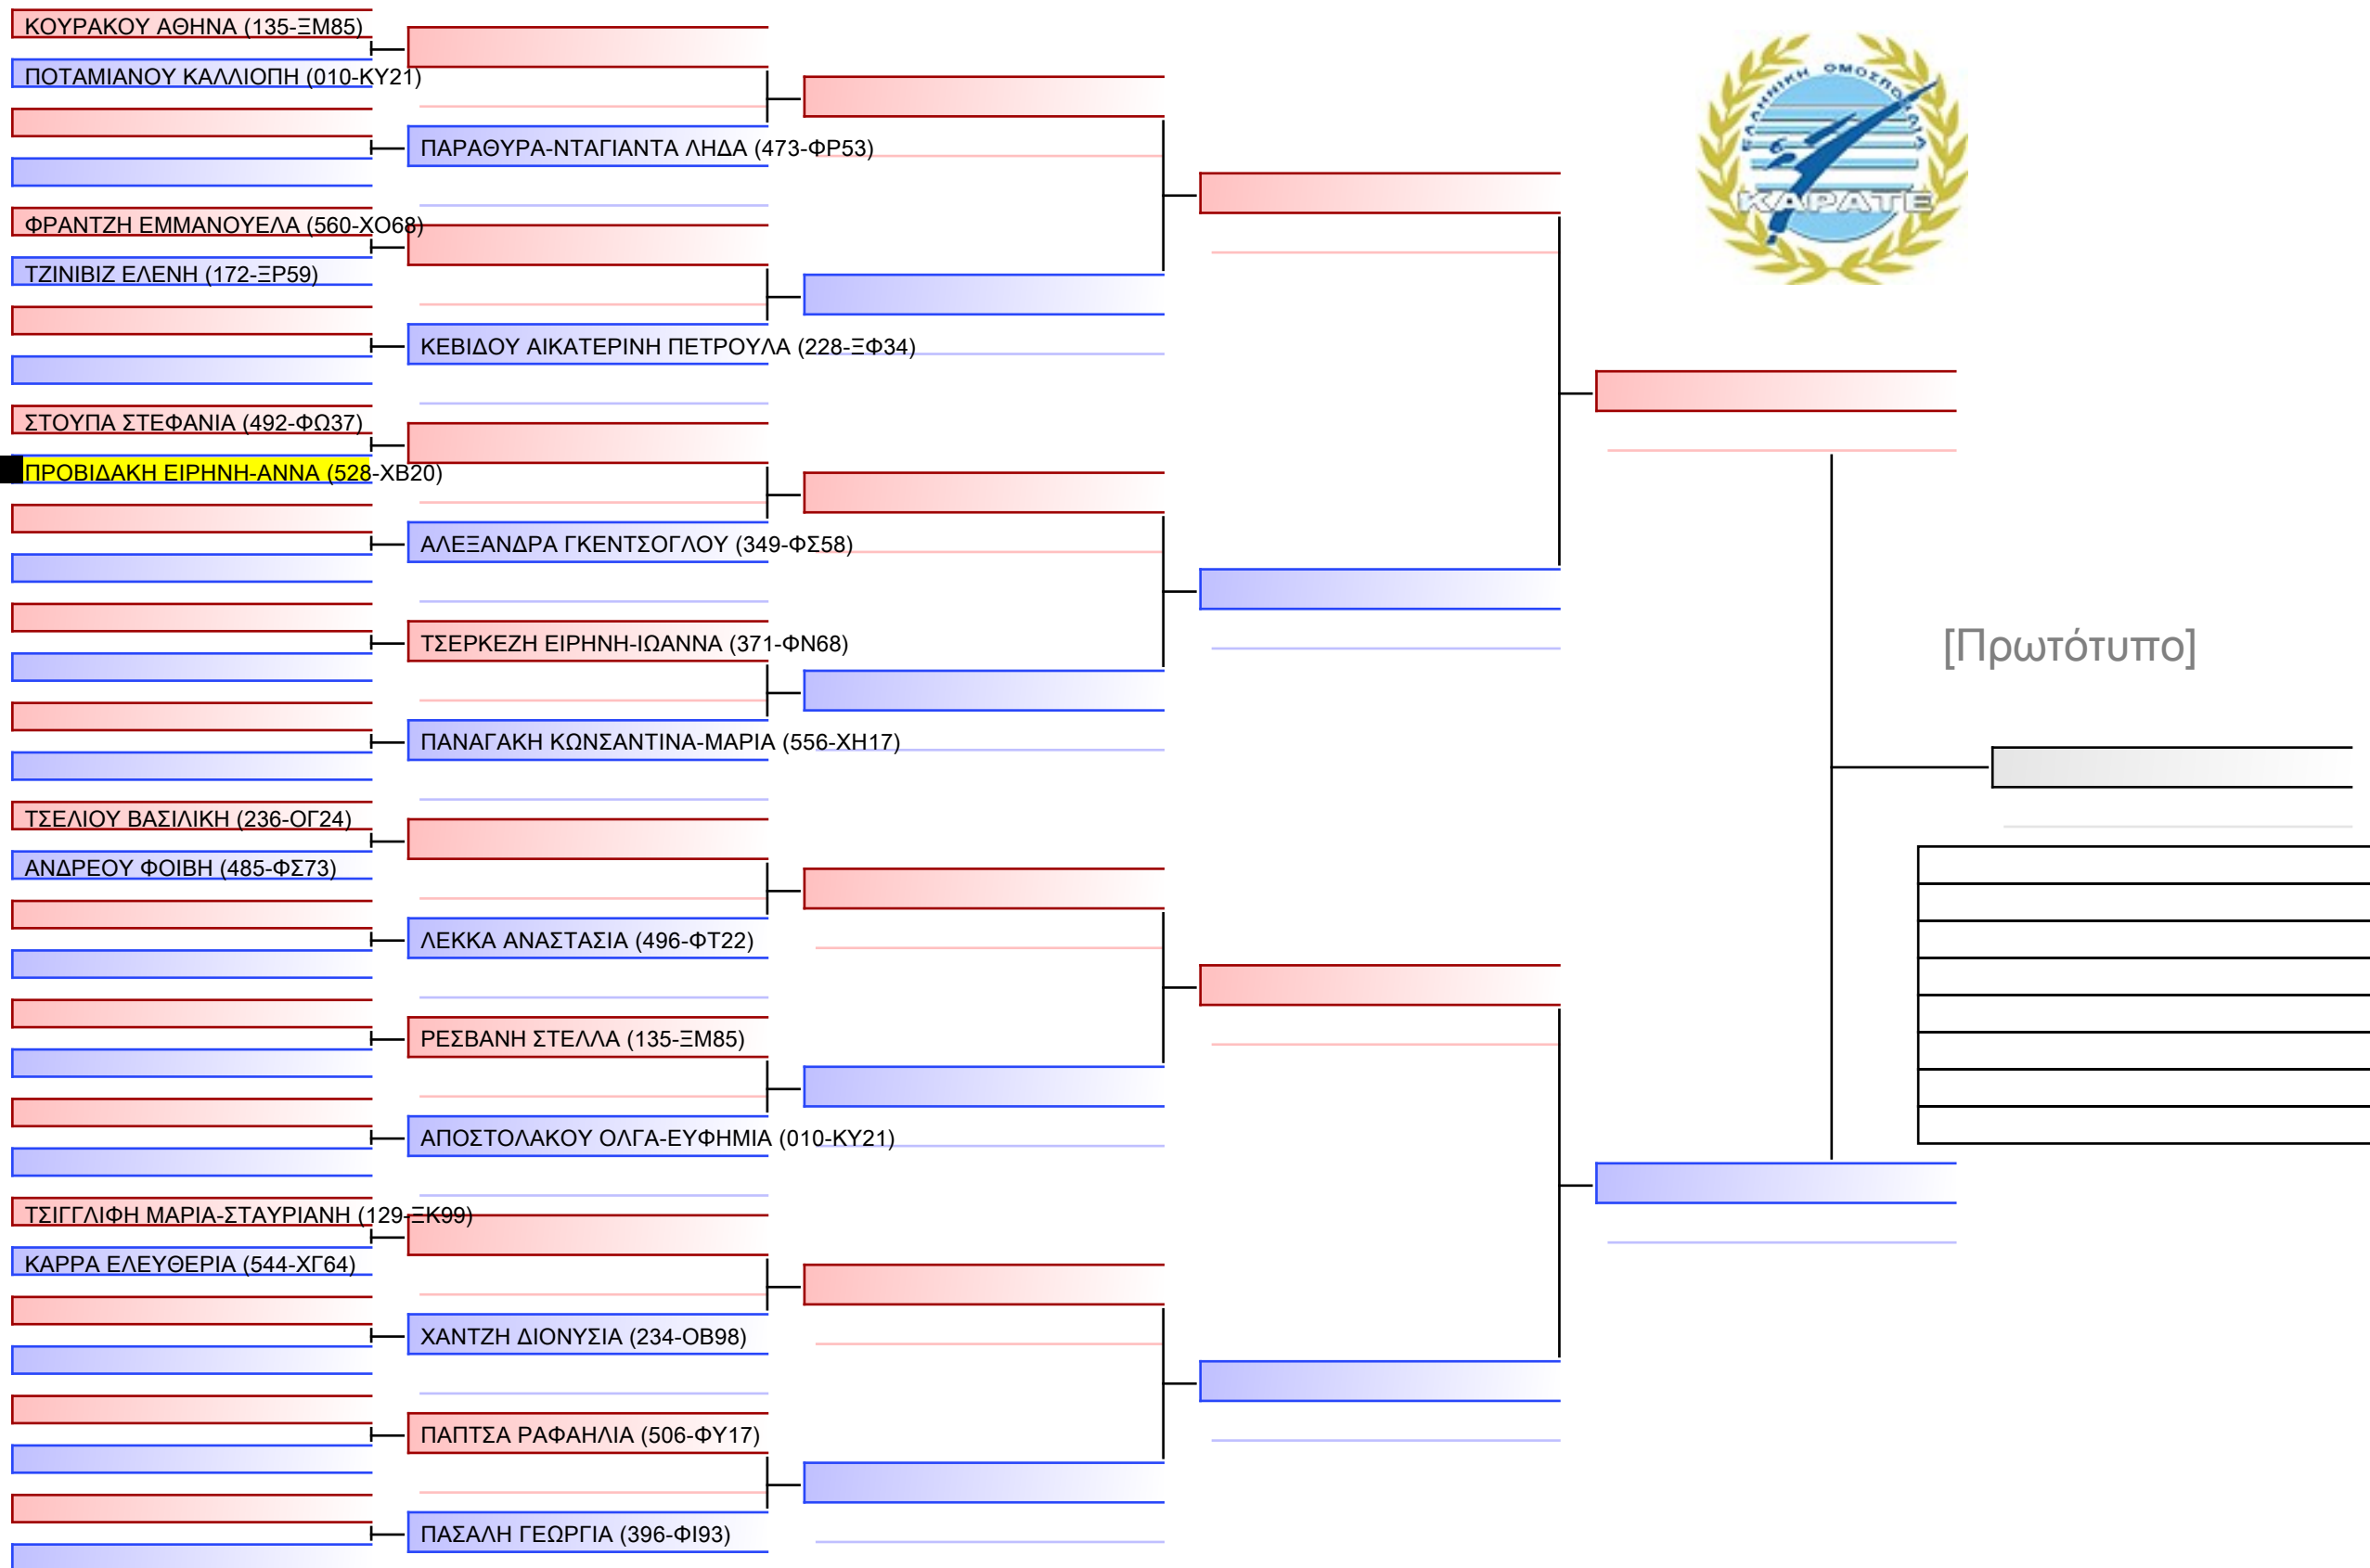 ΚΟΥΡΑΚΟΥ ΑΘΗΝΑ (135-ΞΜ85)
ΠΟΤΑΜΙΑΝΟΥ ΚΑΛΛΙΟΠΗ (010-ΚΥ21)
ΠΑΡΑΘΥΡΑ-ΝΤΑΓΙΑΝΤΑ ΛΗΔΑ (473-ΦΡ53)
ΦΡΑΝΤΖΗ ΕΜΜΑΝΟΥΕΛΑ (560-ΧΟ68)
ΤΖΙΝΙΒΙΖ ΕΛΕΝΗ (172-ΞΡ59)
ΚΕΒΙΔΟΥ ΑΙΚΑΤΕΡΙΝΗ ΠΕΤΡΟΥΛΑ (228-ΞΦ34)
ΣΤΟΥΠΑ ΣΤΕΦΑΝΙΑ (492-ΦΩ37)
ΠΡΟΒΙΔΑΚΗ ΕΙΡΗΝΗ-ΑΝΝΑ (528-ΧΒ20)
ΑΛΕΞΑΝΔΡΑ ΓΚΕΝΤΣΟΓΛΟΥ (349-ΦΣ58)
ΤΣΕΡΚΕΖΗ ΕΙΡΗΝΗ-ΙΩΑΝΝΑ (371-ΦΝ68)
ΠΑΝΑΓΑΚΗ ΚΩΝΣΑΝΤΙΝΑ-ΜΑΡΙΑ (556-ΧΗ17)
ΤΣΕΛΙΟΥ ΒΑΣΙΛΙΚΗ (236-ΟΓ24)
ΑΝΔΡΕΟΥ ΦΟΙΒΗ (485-ΦΣ73)
ΛΕΚΚΑ ΑΝΑΣΤΑΣΙΑ (496-ΦΤ22)
ΡΕΣΒΑΝΗ ΣΤΕΛΛΑ (135-ΞΜ85)
ΑΠΟΣΤΟΛΑΚΟΥ ΟΛΓΑ-ΕΥΦΗΜΙΑ (010-ΚΥ21)
ΤΣΙΓΓΛΙΦΗ ΜΑΡΙΑ-ΣΤΑΥΡΙΑΝΗ (129-ΞΚ99)
ΚΑΡΡΑ ΕΛΕΥΘΕΡΙΑ (544-ΧΓ64)
ΧΑΝΤΖΗ ΔΙΟΝΥΣΙΑ (234-ΟΒ98)
ΠΑΠΤΣΑ ΡΑΦΑΗΛΙΑ (506-ΦΥ17)
ΠΑΣΑΛΗ ΓΕΩΡΓΙΑ (396-ΦΙ93)
ΕΛΛΗΝΙΚΗ ΟΜΟΣΠΟΝΔΙΑ
ΚΑΡΑΤΕ
[Πρωτότυπο]